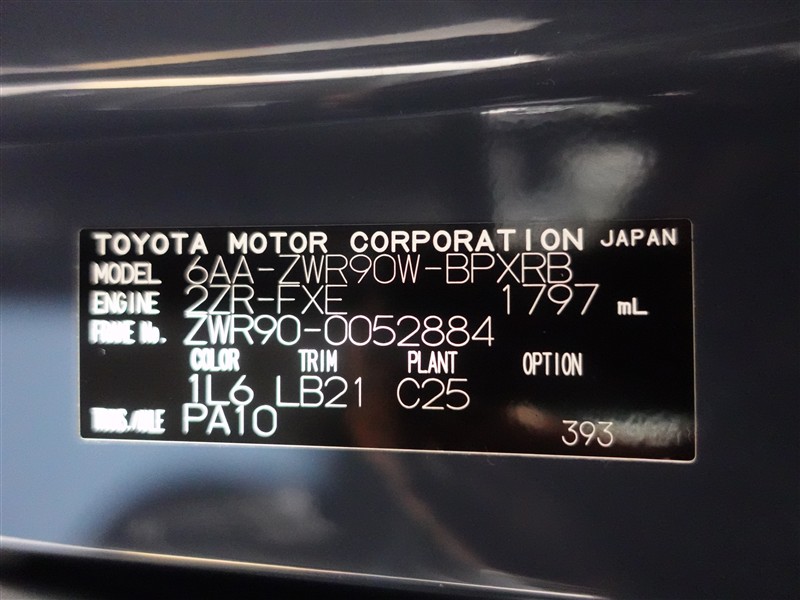 TOYOTA MOTOR CORPORATION JAPAN
MODEL 6AA-ZWR90W-BPXRB
ENGINE 2ZR-FXE 1797 mL
FRAME No. ZWR90-0052884
COLOR TRIM PLANT OPTION
1L6 LB21 C25
TRANS./AXLE PA10
393